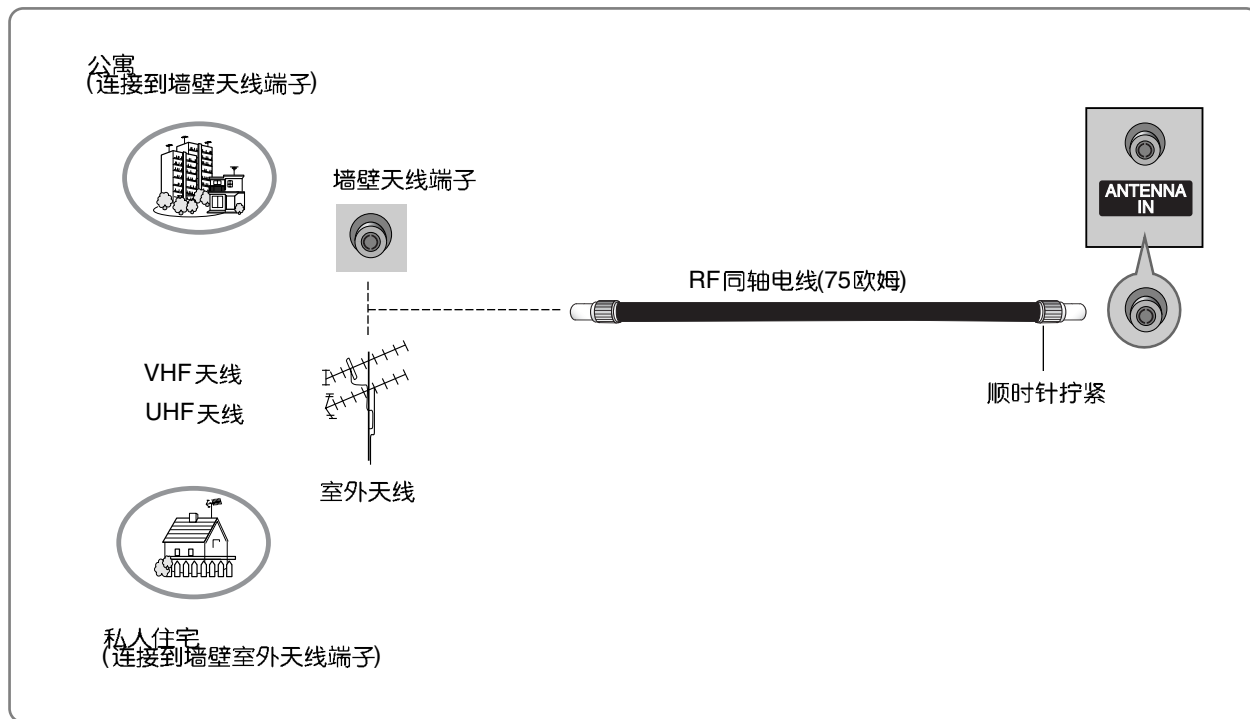 公寓
(连接到墙壁天线端子)
墙壁天线端子
ANTENNA
IN
RF同轴电线(75欧姆)
VHF天线
UHF天线
顺时针拧紧
室外天线
私人住宅
(连接到墙壁室外天线端子)